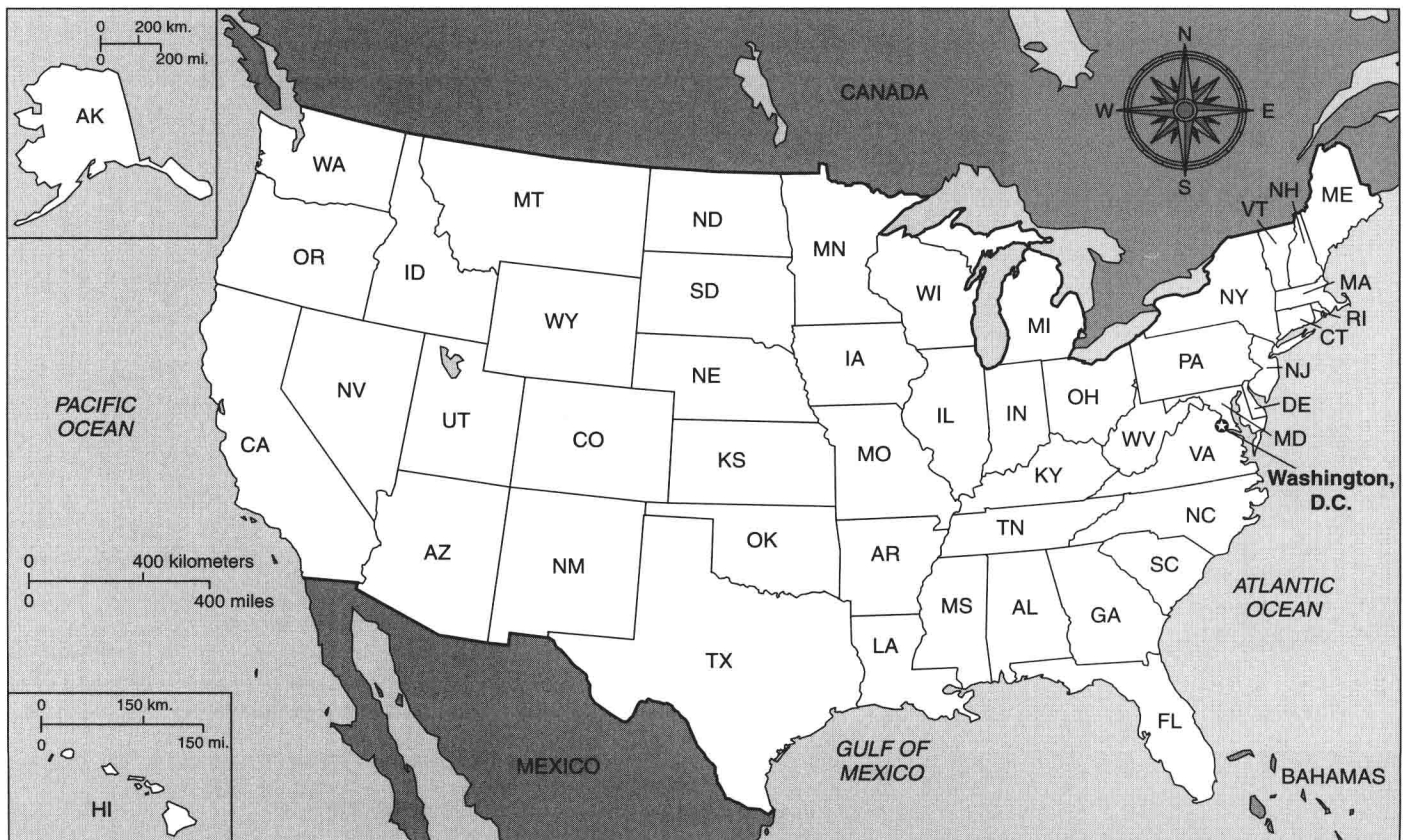 0 200 km.
0 200 mi.
AK
CANADA
N
W E
S
WA
MT
ND
MN
NH
VT
ME
OR
ID
SD
WI
MI
NY
MA
RI
CT
WY
IA
NE
PA
NJ
NV
UT
CO
IL
IN
OH
DE
MD
PACIFIC
OCEAN
CA
KS
MO
WV
VA
KY
Washington,
D.C.
AZ
NM
OK
AR
TN
NC
SC
0 400 kilometers
0 400 miles
MS
AL
GA
ATLANTIC
OCEAN
TX
LA
FL
0 150 km.
0 150 mi.
HI
MEXICO
GULF OF
MEXICO
BAHAMAS